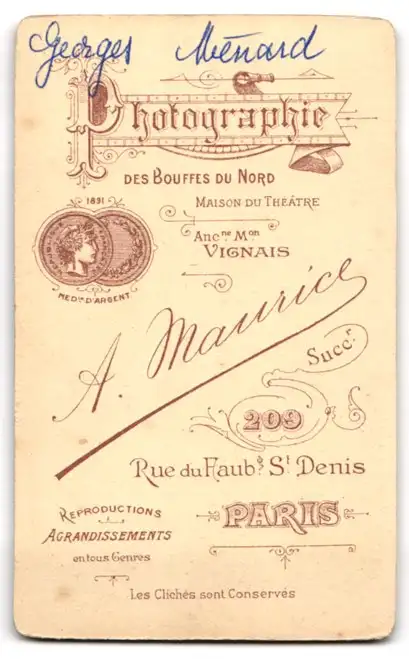 Georges Ménard
Photographie
DES BOUFFES DU NORD
MAISON DU THÉÂTRE
Ancne Mon
VIGNAIS
1891
MEDle D'ARGENT
A. Maurice
Succr
209
Rue du Faubg St Denis
PARIS
REPRODUCTIONS
AGRANDISSEMENTS
en tous Genres
Les Clichés sont Conservés